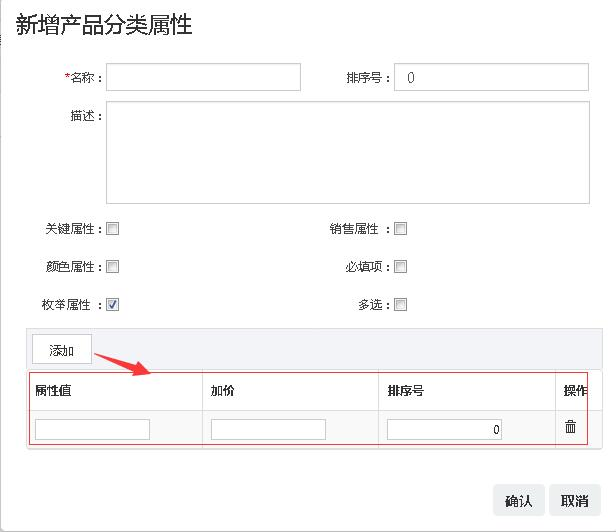 新增产品分类属性
*名称： 排序号： 0
描述：
关键属性： 销售属性：
颜色属性： 必填项：
枚举属性： 多选：
添加
属性值 加价 排序号 操作
0
确认 取消